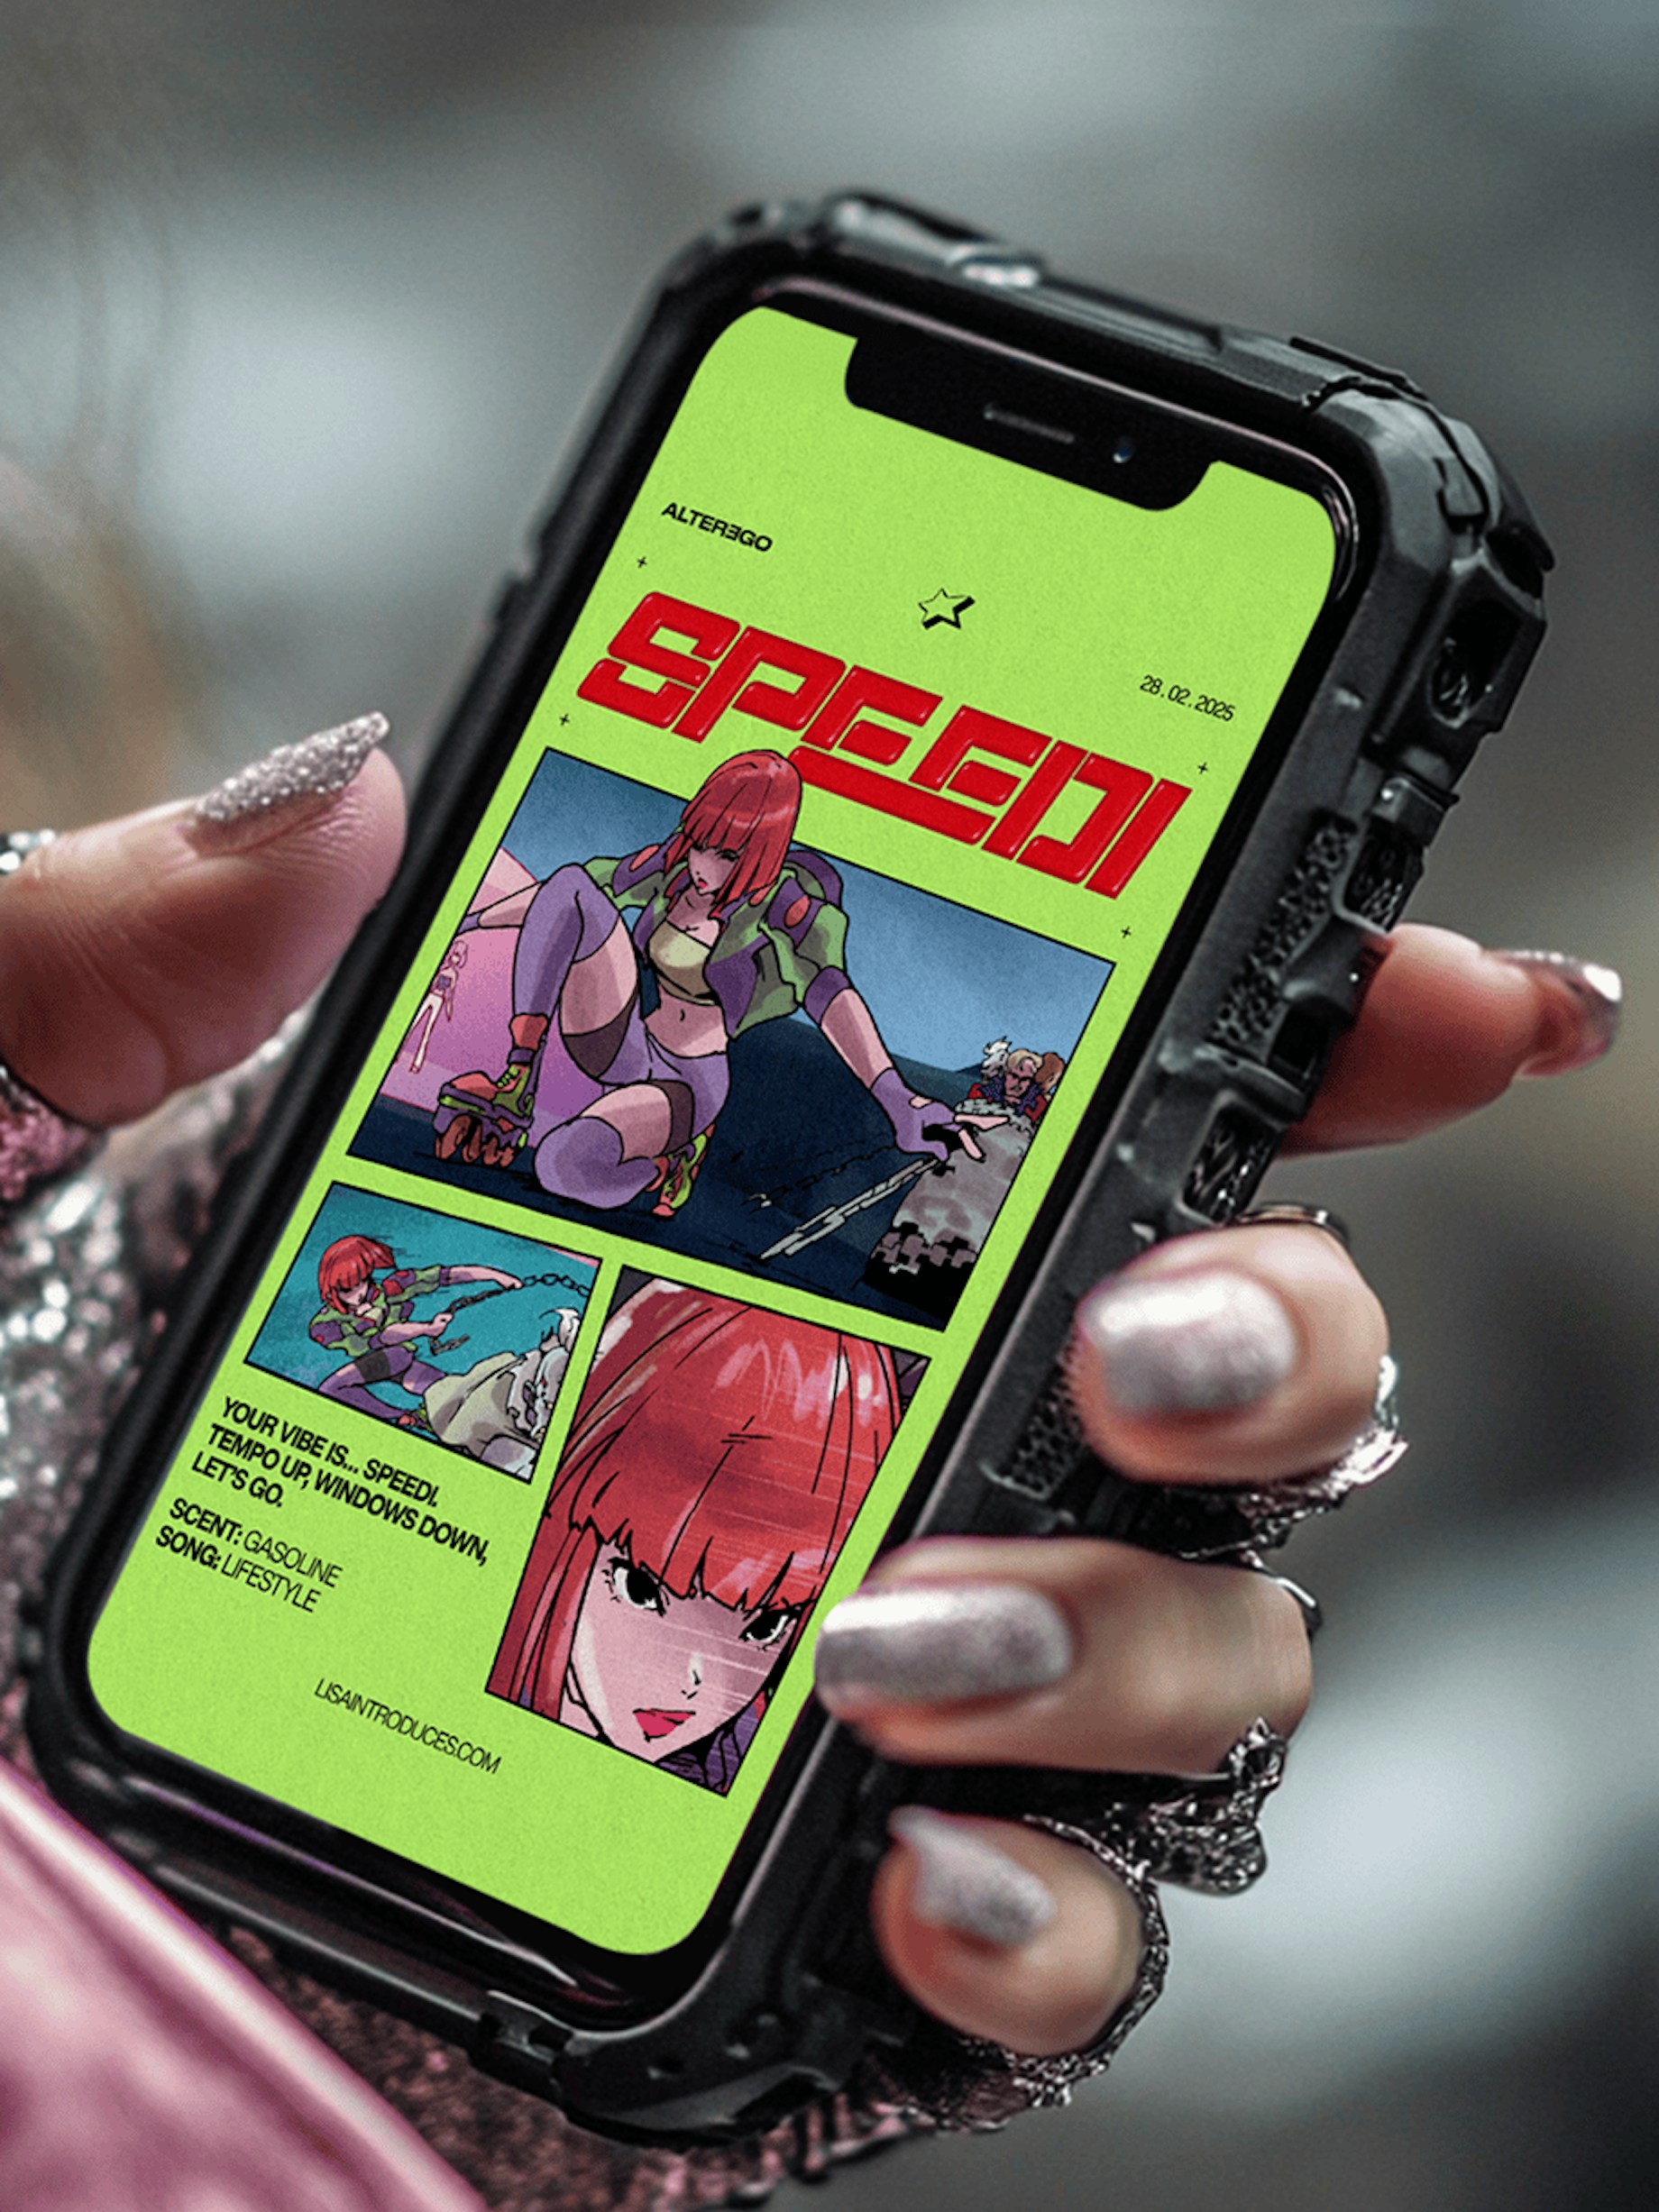 ALTERƎGO
SPEEDI
28.02.2025
YOUR VIBE IS... SPEEDI.
TEMPO UP, WINDOWS DOWN,
LET'S GO.
SCENT: GASOLINE
SONG: LIFESTYLE
LISAINTRODUCES.COM